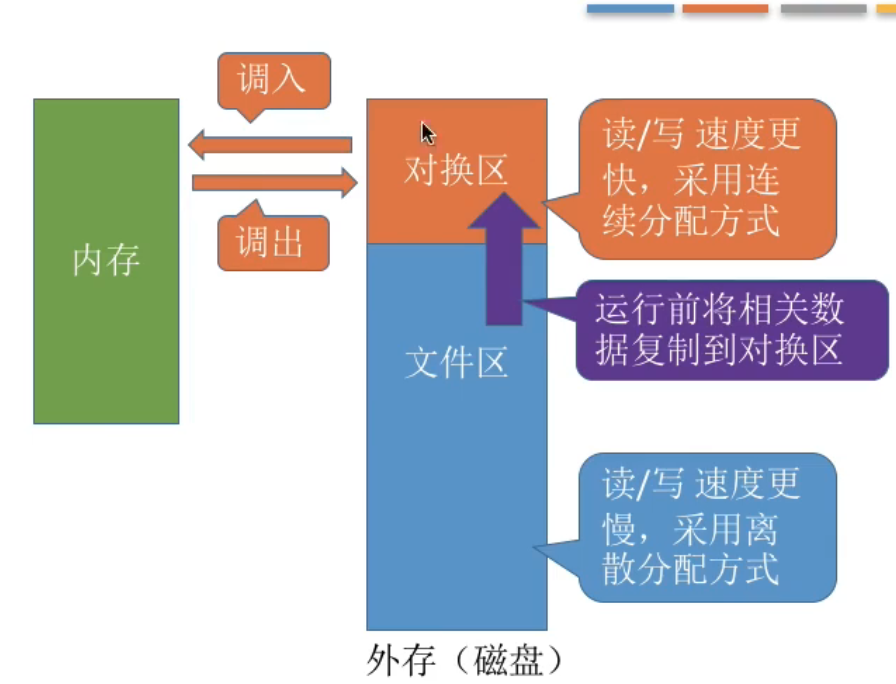 调入
调出
内存
对换区
文件区
读/写 速度更
快，采用连
续分配方式
运行前将相关数
据复制到对换区
读/写 速度更
慢，采用离
散分配方式
外存（磁盘）